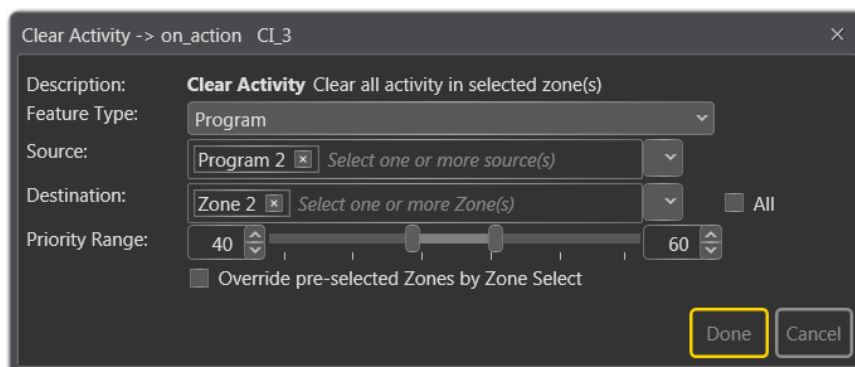 Clear Activity -> on_action CI_3
Description: Clear Activity Clear all activity in selected zone(s)
Feature Type: Program
Source: Program 2 Select one or more source(s)
Destination: Zone 2 Select one or more Zone(s) All
Priority Range: 40 60
Override pre-selected Zones by Zone Select
Done Cancel